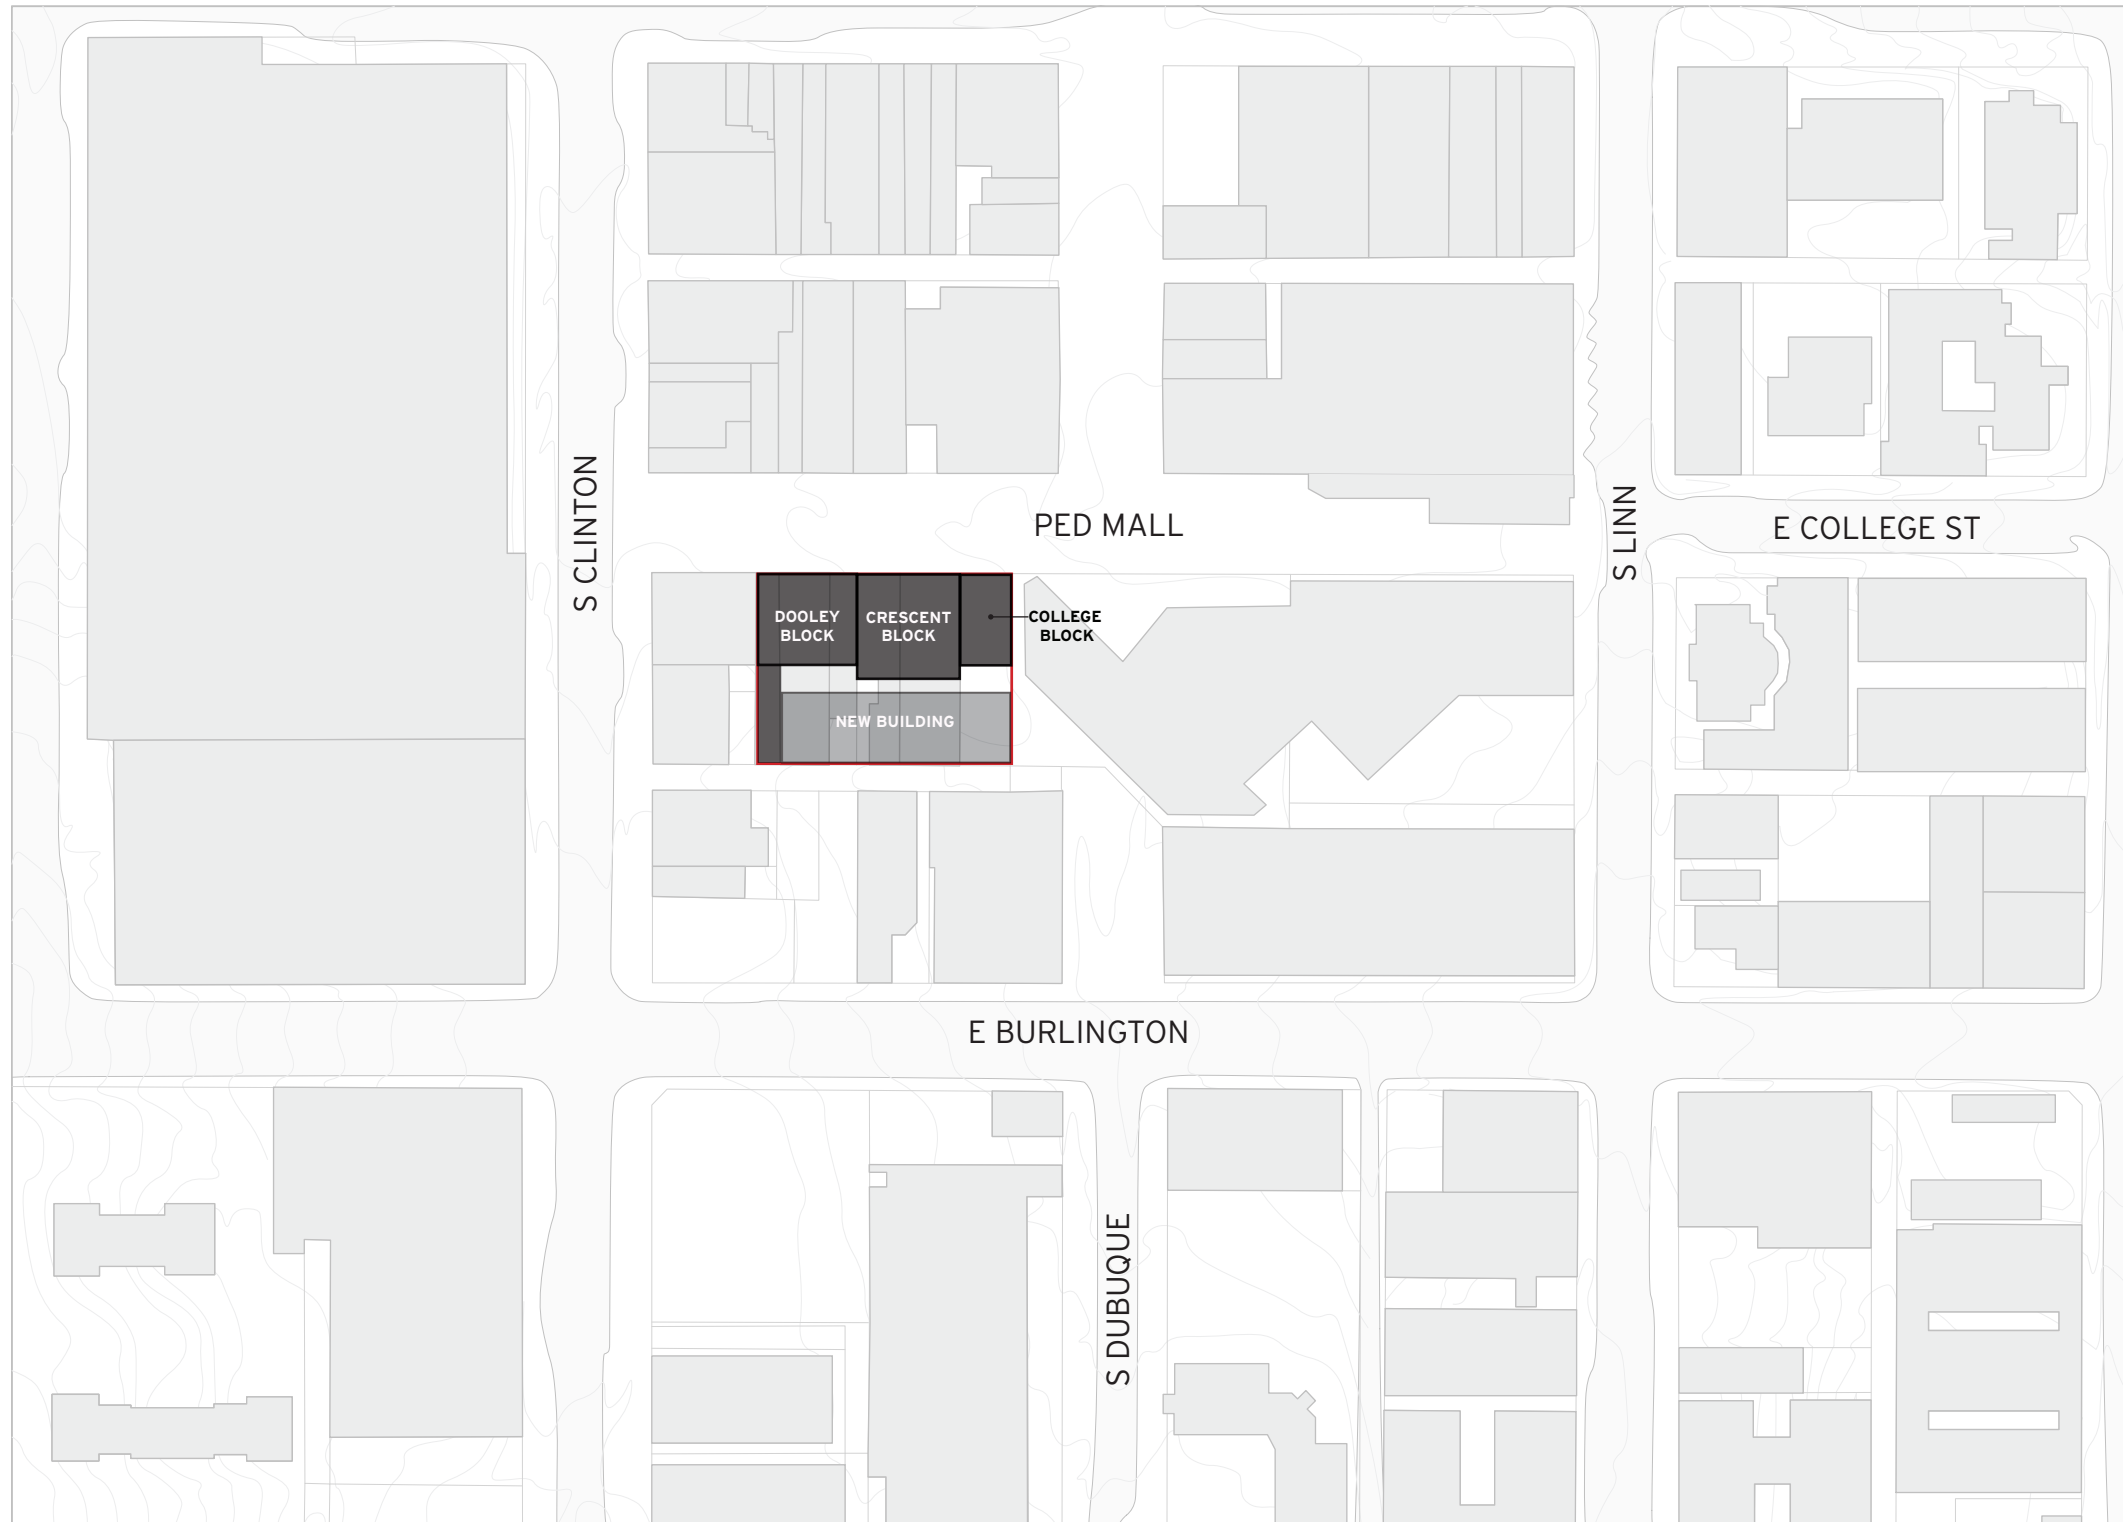 S CLINTON
PED MALL
S LINN
E COLLEGE ST
DOOLEY
BLOCK
CRESCENT
BLOCK
COLLEGE
BLOCK
NEW BUILDING
E BURLINGTON
S DUBUQUE